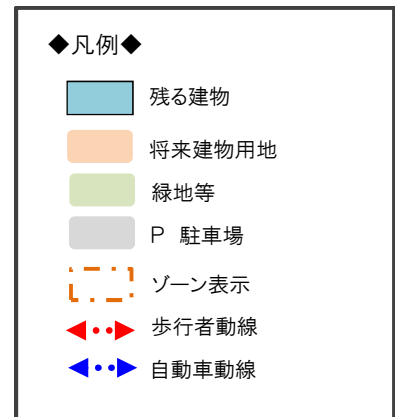 ◆凡例◆
残る建物
将来建物用地
緑地等
P 駐車場
ゾーン表示
歩行者動線
自動車動線